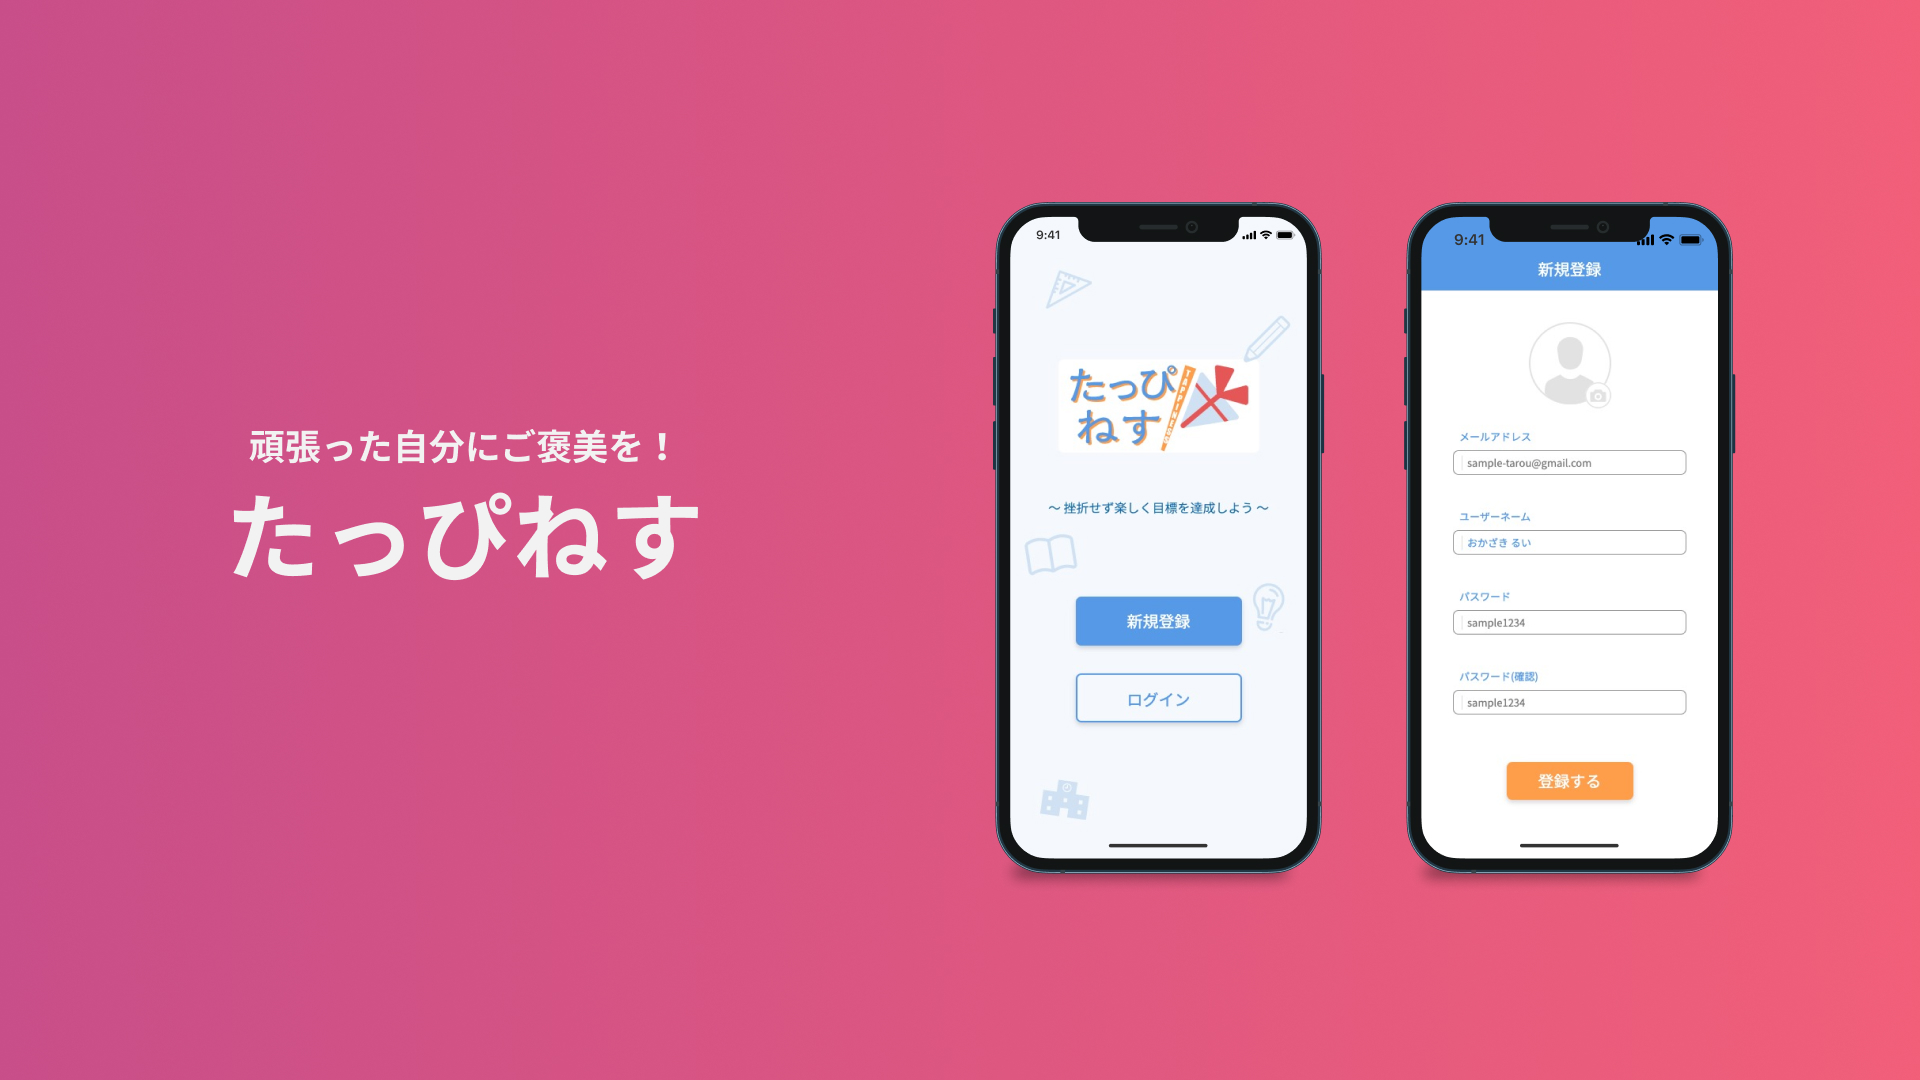 頑張った自分にご褒美を！
たっぴねす
9:41
たっぴ
ねす
TAPPINESS
〜 挫折せず楽しく目標を達成しよう 〜
新規登録
ログイン
9:41
新規登録
メールアドレス
sample-tarou@gmail.com
ユーザーネーム
おかざき るい
パスワード
sample1234
パスワード(確認)
sample1234
登録する